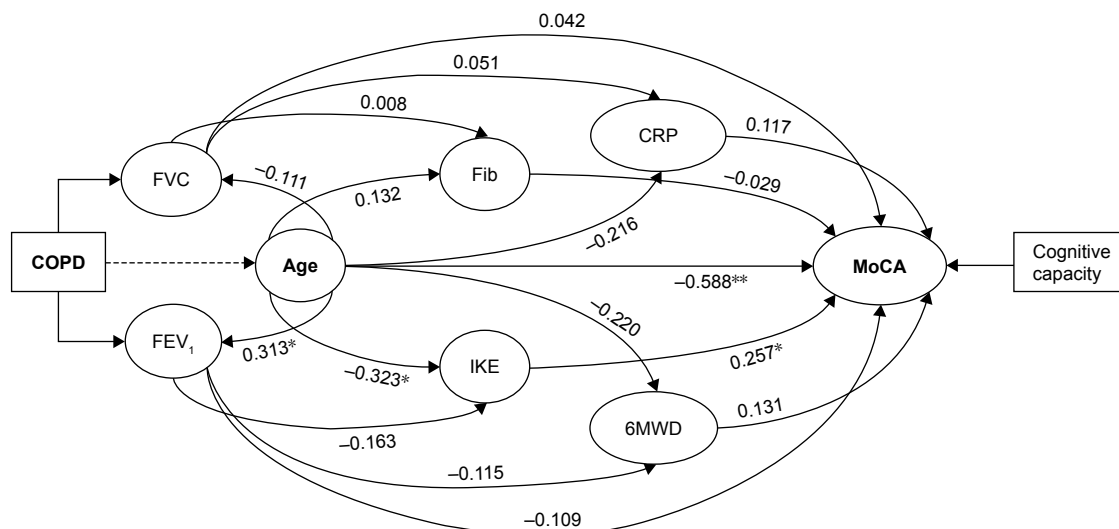 0.042
0.051
0.008
CRP
0.117
FVC
–0.111
Fib
0.132
–0.029
–0.216
COPD
Age
–0.588**
MoCA
Cognitive
capacity
–0.220
FEV1
0.313*
–0.323*
IKE
0.257*
–0.163
6MWD
0.131
–0.115
–0.109